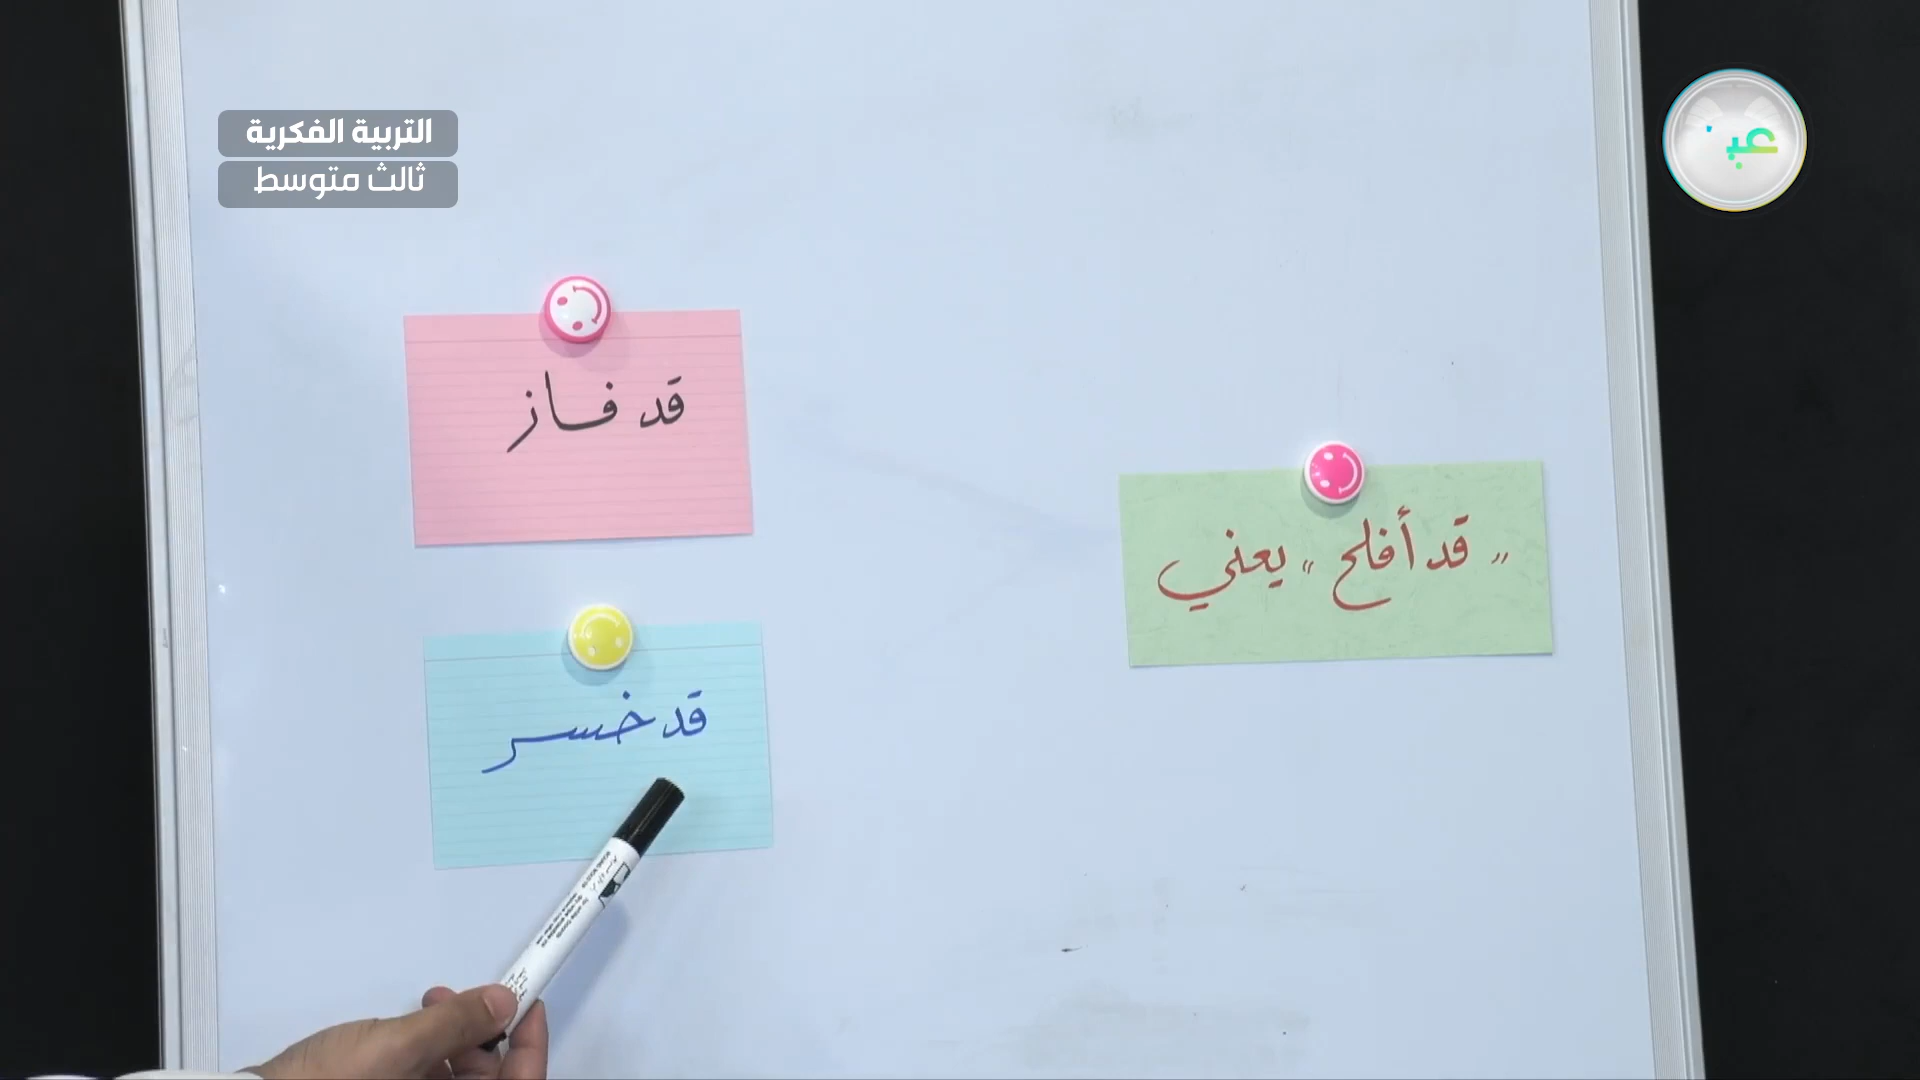 التربية الفكرية
ثالث متوسط
"قد أفلح" يعني
قد فاز
قد خسر